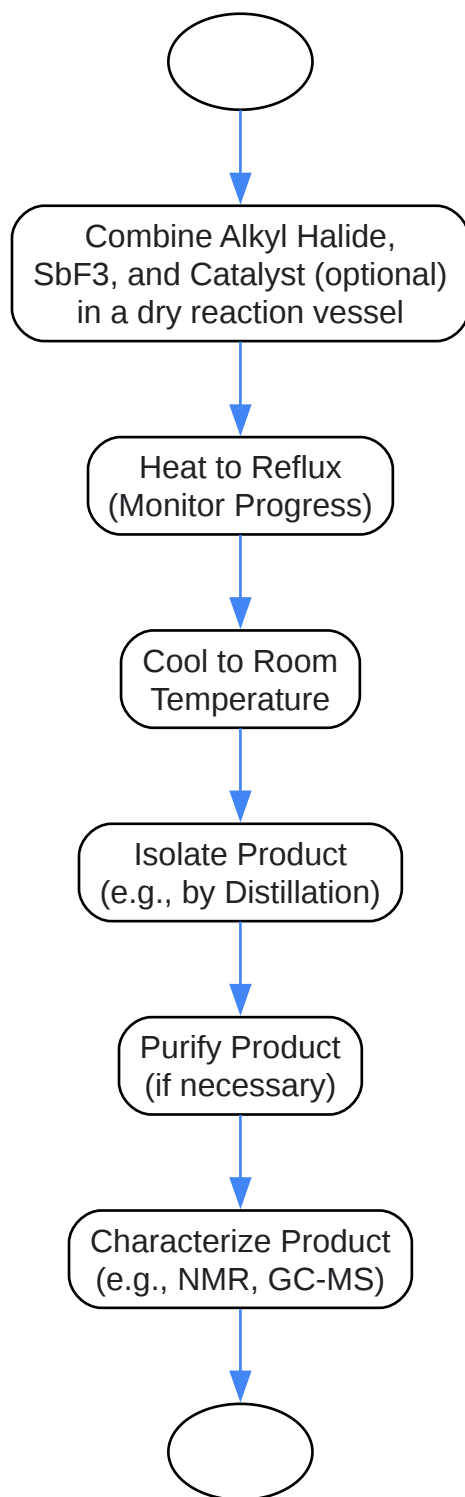 Combine Alkyl Halide,
SbF3, and Catalyst (optional)
in a dry reaction vessel
Heat to Reflux
(Monitor Progress)
Cool to Room
Temperature
Isolate Product
(e.g., by Distillation)
Purify Product
(if necessary)
Characterize Product
(e.g., NMR, GC-MS)